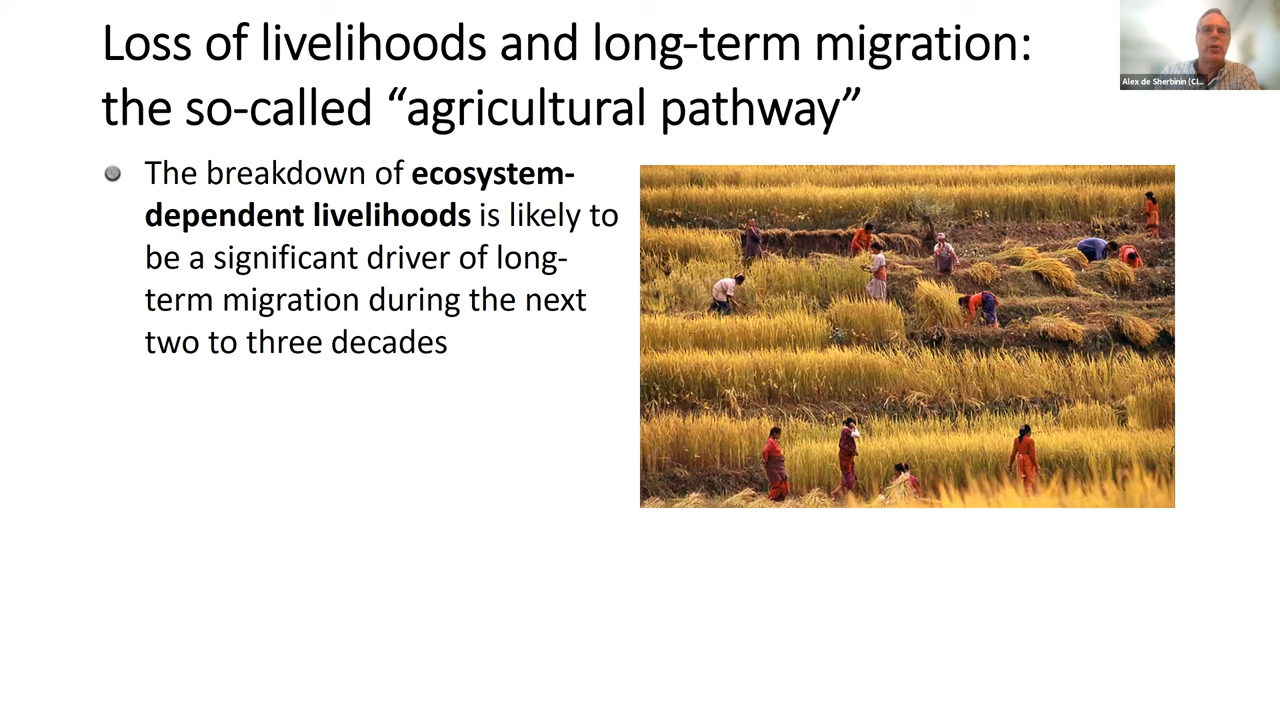 Loss of livelihoods and long-term migration:
the so-called “agricultural pathway”
Alex de Sherbinin (CI...
The breakdown of ecosystem-
dependent livelihoods is likely to
be a significant driver of long-
term migration during the next
two to three decades